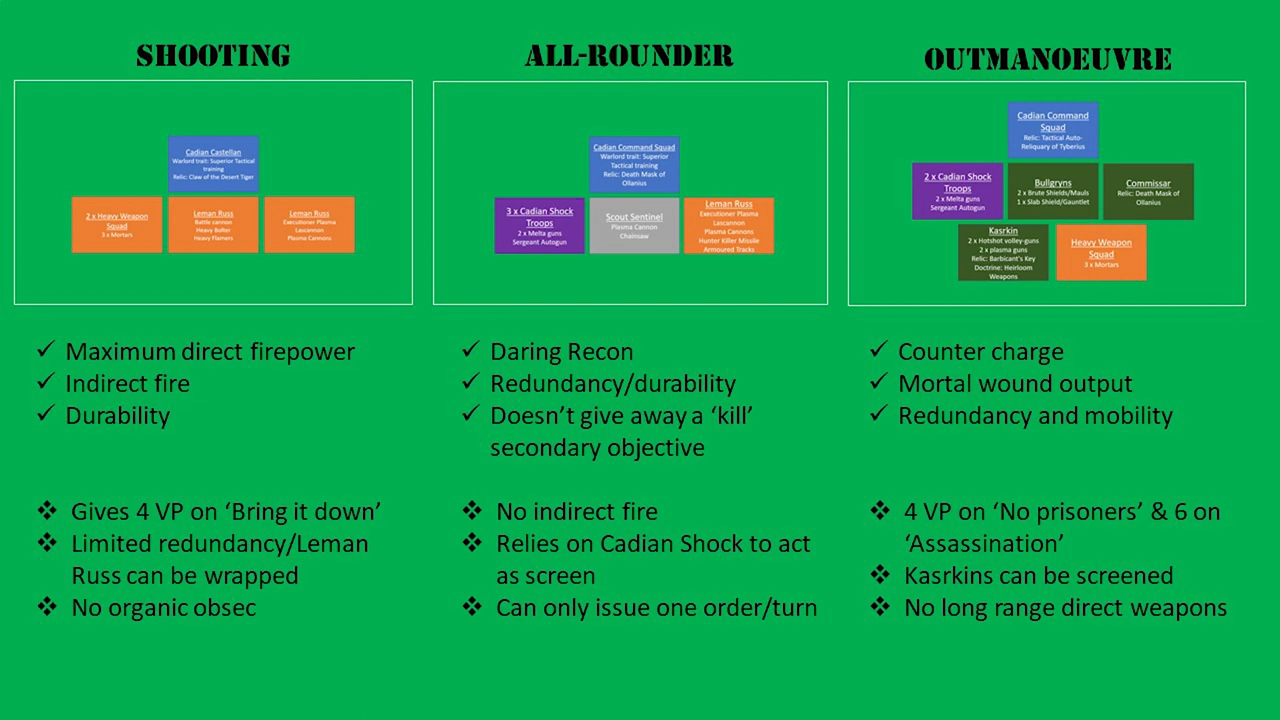 SHOOTING
Cadian Castellan
Warlord trait: Superior Tactical
training
Relic: Claw of the Desert Tiger
2 x Heavy Weapon
Squad
3 x Mortars
Leman Russ
Battle cannon
Heavy Bolter
Heavy Flamers
Leman Russ
Executioner Plasma
Lascannon
Plasma Cannons
✓ Maximum direct firepower
✓ Indirect fire
✓ Durability
❖ Gives 4 VP on ‘Bring it down’
❖ Limited redundancy/Leman
Russ can be wrapped
❖ No organic obsec
ALL-ROUNDER
Cadian Command Squad
Warlord trait: Superior
Tactical training
Relic: Death Mask of
Ollanius
3 x Cadian Shock
Troops
2 x Melta guns
Sergeant Autogun
Scout Sentinel
Plasma Cannon
Chainsaw
Leman Russ
Executioner Plasma
Lascannon
Plasma Cannons
Hunter Killer Missile
Armoured Tracks
✓ Daring Recon
✓ Redundancy/durability
✓ Doesn’t give away a ‘kill’
secondary objective
❖ No indirect fire
❖ Relies on Cadian Shock to act
as screen
❖ Can only issue one order/turn
OUTMANOEUVRE
Cadian Command
Squad
Relic: Tactical Auto-
Reliquary of Tyberius
2 x Cadian Shock
Troops
2 x Melta guns
Sergeant Autogun
Bullgryns
2 x Brute Shields/Mauls
1 x Slab Shield/Gauntlet
Commissar
Relic: Death Mask of
Ollanius
Kasrkin
2 x Hotshot volley-guns
2 x plasma guns
Relic: Barbicant's Key
Doctrine: Heirloom
Weapons
Heavy Weapon
Squad
3 x Mortars
✓ Counter charge
✓ Mortal wound output
✓ Redundancy and mobility
❖ 4 VP on ‘No prisoners’ & 6 on
‘Assassination’
❖ Kasrkins can be screened
❖ No long range direct weapons